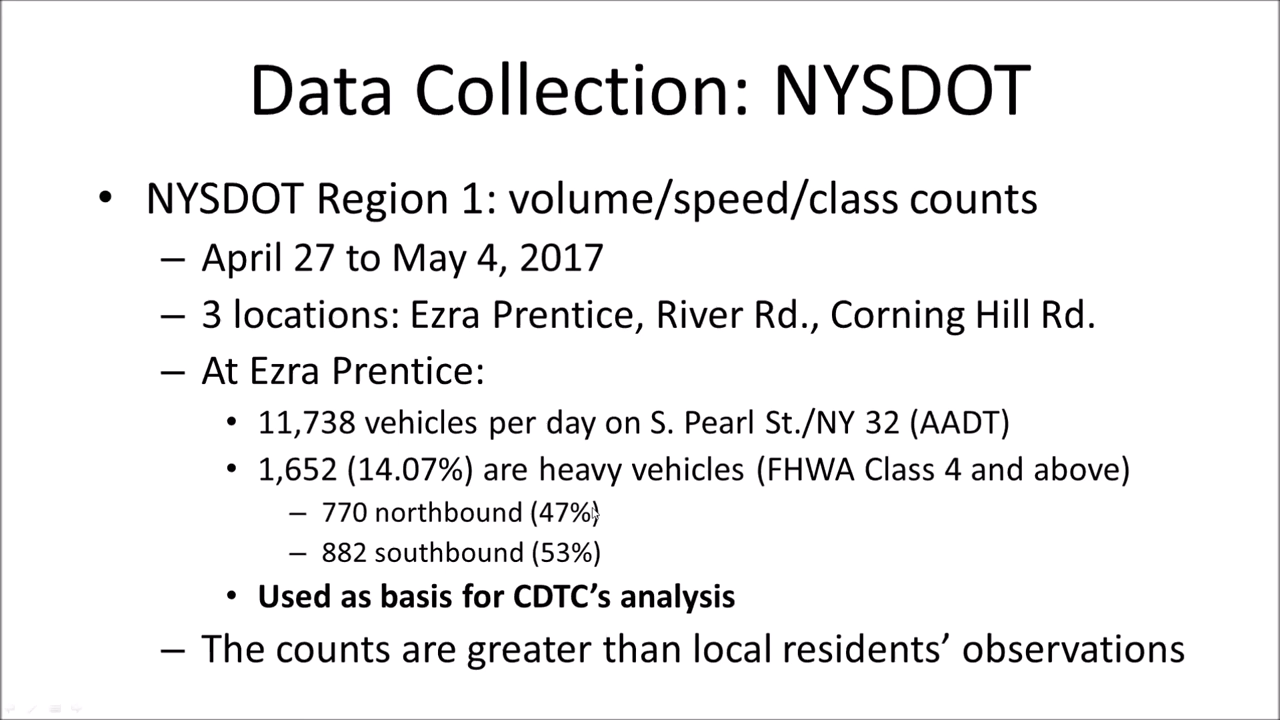 Data Collection: NYSDOT
• NYSDOT Region 1: volume/speed/class counts
– April 27 to May 4, 2017
– 3 locations: Ezra Prentice, River Rd., Corning Hill Rd.
– At Ezra Prentice:
• 11,738 vehicles per day on S. Pearl St./NY 32 (AADT)
• 1,652 (14.07%) are heavy vehicles (FHWA Class 4 and above)
– 770 northbound (47%)
– 882 southbound (53%)
• Used as basis for CDTC’s analysis
– The counts are greater than local residents’ observations